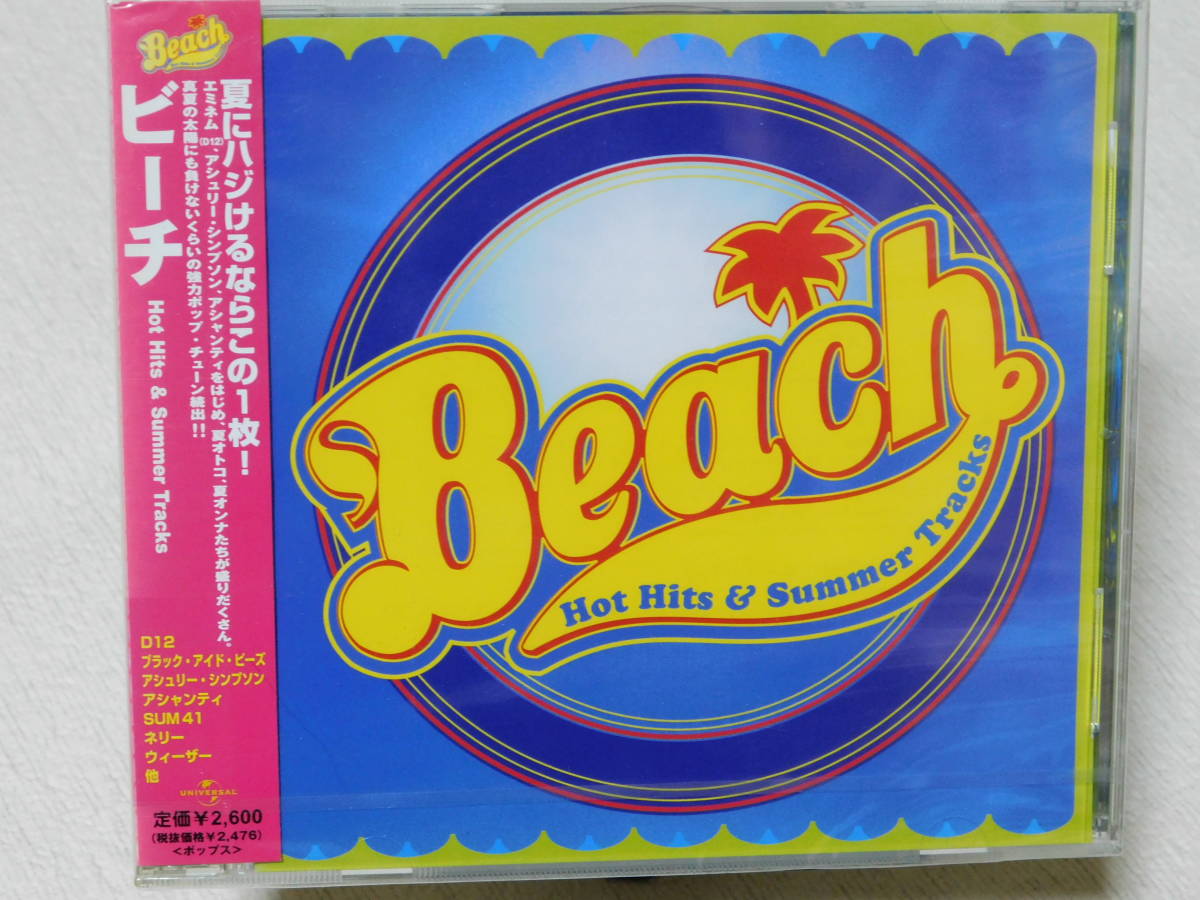 Beach
ビーチ
Hot Hits & Summer Tracks
夏にハジけるならこの1枚!
エミネム(D12)、アシュリー・シンプソン、アシャンティをはじめ、夏オトコ、夏オンナたちが盛りだくさん。
真夏の太陽にも負けないくらいの強力ポップ・チューン続出!!
D12
ブラック・アイド・ピーズ
アシュリー・シンプソン
アシャンティ
SUM 41
ネリー
ウィーザー
他
UNIVERSAL
定価¥2,600
(税抜価格¥2,476)
<ポップス>
Beach
Hot Hits & Summer Tracks